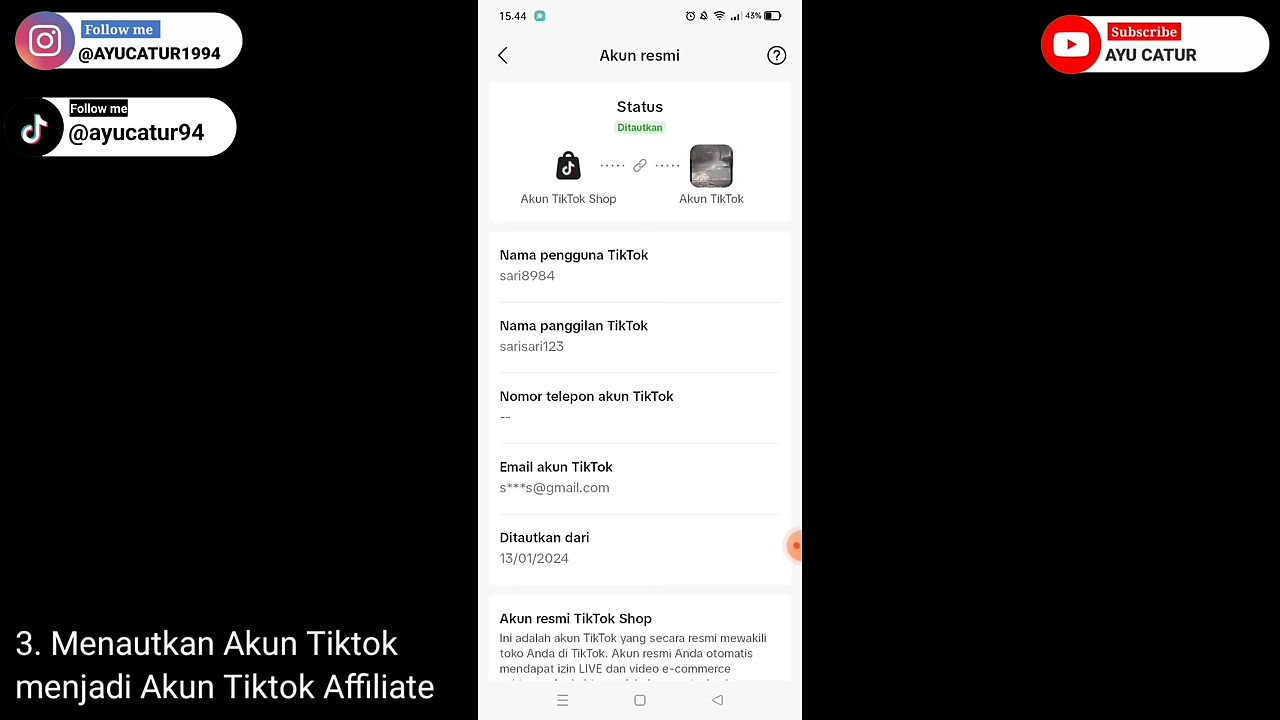 Follow me
@AYUCATUR1994
Follow me
@ayucatur94
Subscribe
AYU CATUR
15.44
43%
Akun resmi
Status
Ditautkan
Akun TikTok Shop
Akun TikTok
Nama pengguna TikTok
sari8984
Nama panggilan TikTok
sarisari123
Nomor telepon akun TikTok
--
Email akun TikTok
s***s@gmail.com
Ditautkan dari
13/01/2024
Akun resmi TikTok Shop
Ini adalah akun TikTok yang secara resmi mewakili
toko Anda di TikTok. Akun resmi Anda otomatis
mendapat izin LIVE dan video e-commerce
3. Menautkan Akun Tiktok
menjadi Akun Tiktok Affiliate